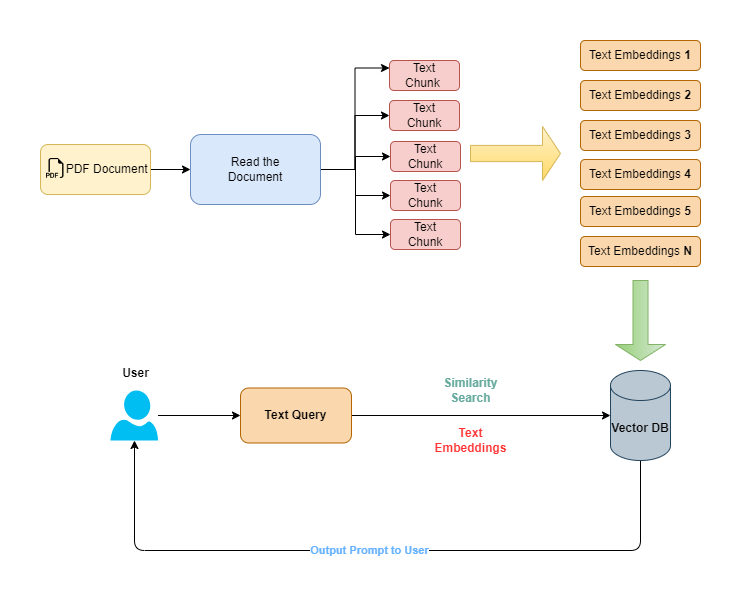 Text
Chunk
Text Embeddings 1
Text
Chunk
Text Embeddings 2
PDF
PDF Document
Read the
Document
Text
Chunk
Text Embeddings 3
Text
Chunk
Text Embeddings 4
Text
Chunk
Text Embeddings 5
Text Embeddings N
User
Text Query
Similarity
Search
Text
Embeddings
Vector DB
Output Prompt to User